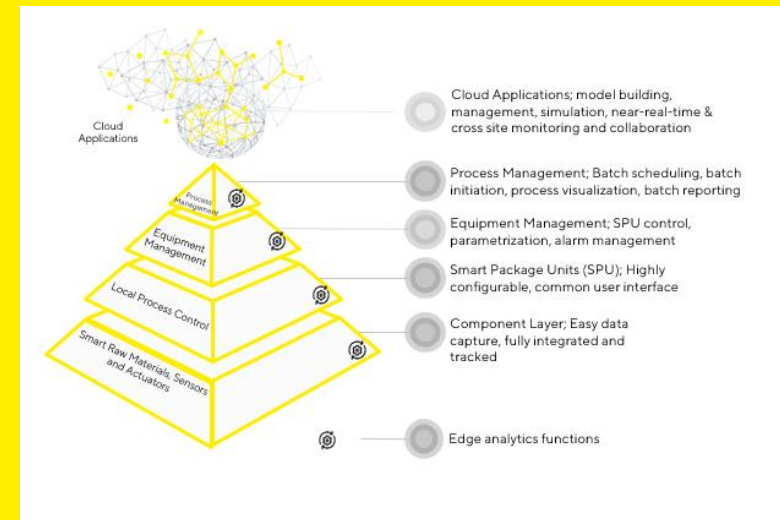 Cloud
Applications
Cloud Applications; model building,
management, simulation, near-real-time &
cross site monitoring and collaboration
Process
Management
Process Management; Batch scheduling, batch
initiation, process visualization, batch reporting
Equipment
Management
Equipment Management; SPU control,
parametrization, alarm management
Local Process Control
Smart Package Units (SPU); Highly
configurable, common user interface
Smart Raw Materials, Sensors
and Actuators
Component Layer; Easy data
capture, fully integrated and
tracked
Edge analytics functions